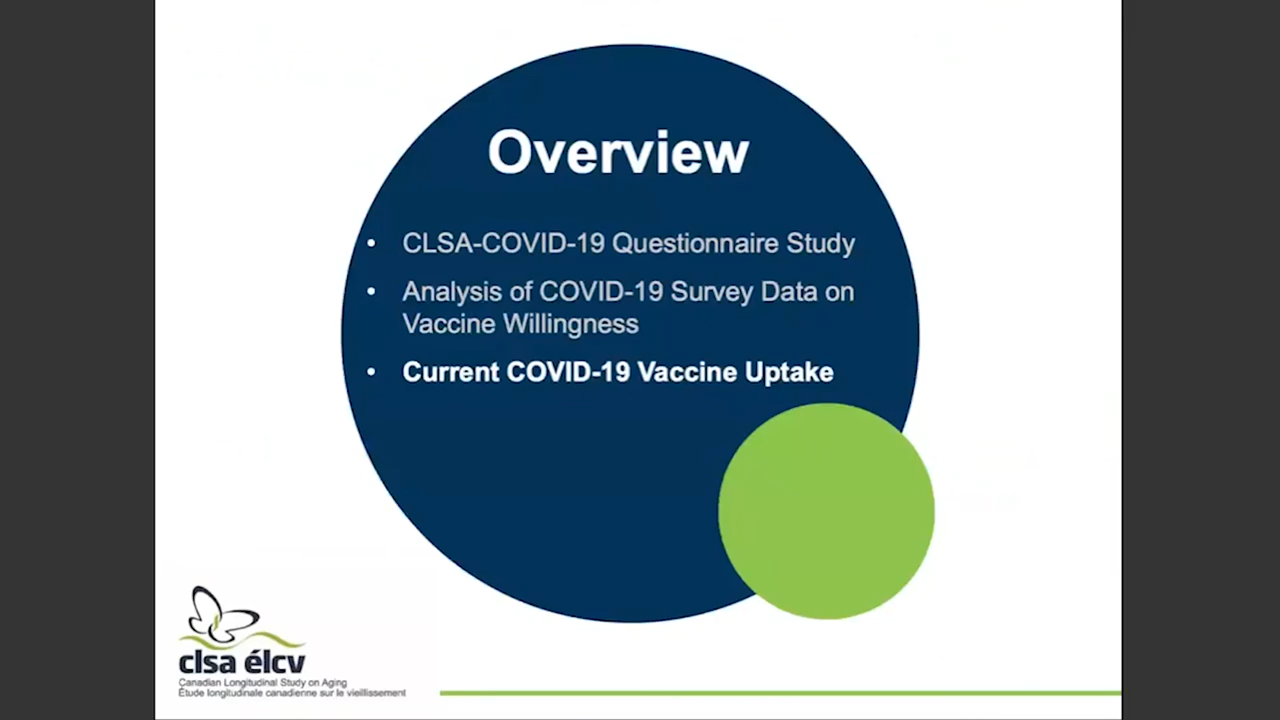 Overview
• CLSA-COVID-19 Questionnaire Study
• Analysis of COVID-19 Survey Data on
Vaccine Willingness
• Current COVID-19 Vaccine Uptake
clsa élcv
Canadian Longitudinal Study on Aging
Étude longitudinale canadienne sur le vieillissement